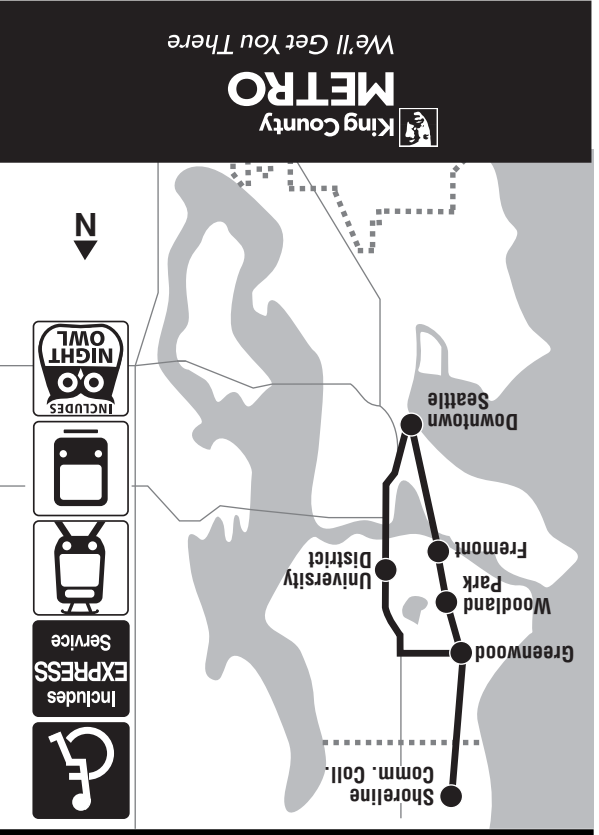 Shoreline
Comm. Coll.
Greenwood
Woodland
Park
University
District
Fremont
Downtown
Seattle
Includes
EXPRESS
Service
INCLUDES
NIGHT
OWL
N
King County
METRO
We'll Get You There